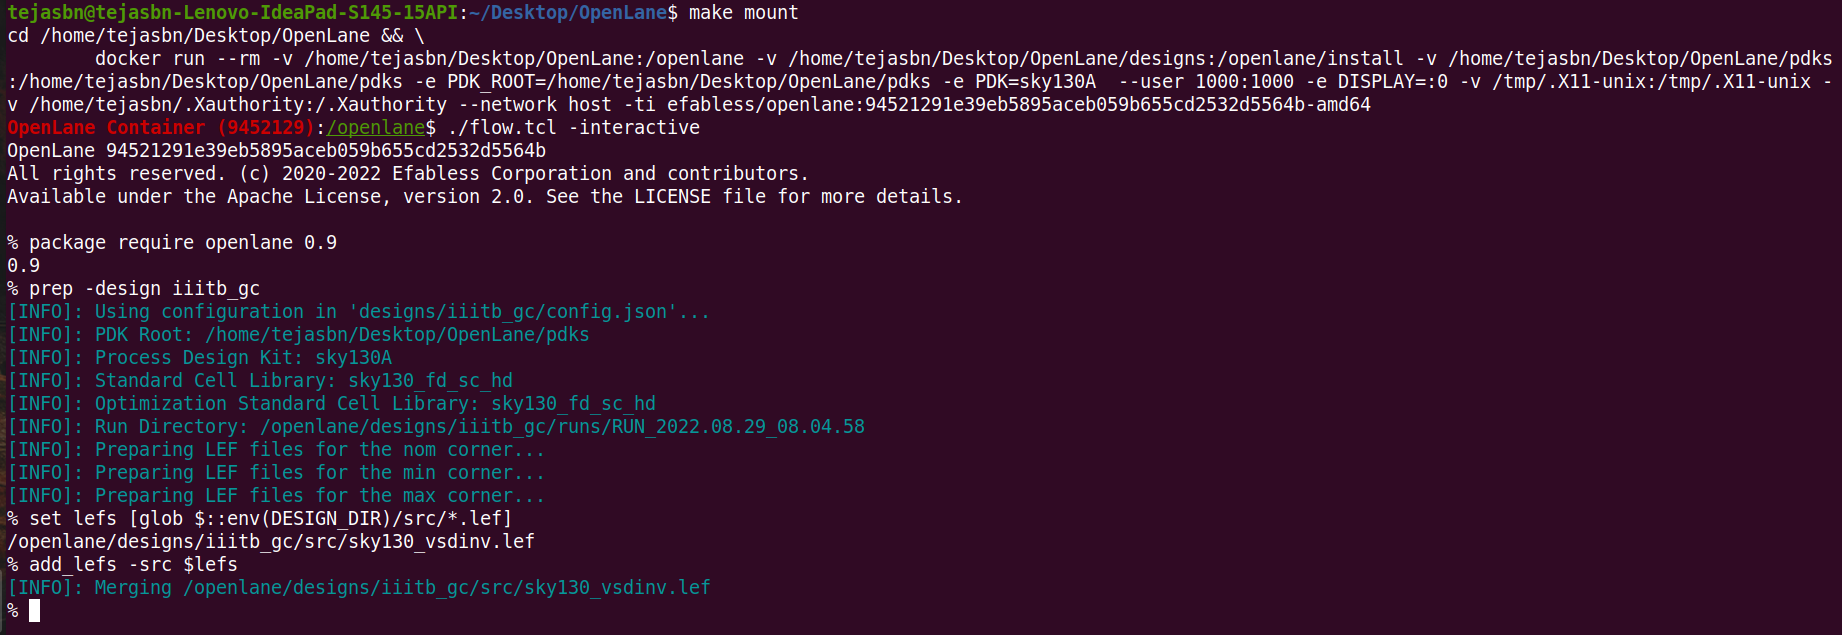 tejasbn@tejasbn-Lenovo-IdeaPad-S145-15API:~/Desktop/OpenLane$ make mount
cd /home/tejasbn/Desktop/OpenLane && \
        docker run --rm -v /home/tejasbn/Desktop/OpenLane:/openlane -v /home/tejasbn/Desktop/OpenLane/designs:/openlane/install -v /home/tejasbn/Desktop/OpenLane/pdks
:/home/tejasbn/Desktop/OpenLane/pdks -e PDK_ROOT=/home/tejasbn/Desktop/OpenLane/pdks -e PDK=sky130A  --user 1000:1000 -e DISPLAY=:0 -v /tmp/.X11-unix:/tmp/.X11-unix -
v /home/tejasbn/.Xauthority:/.Xauthority --network host -ti efabless/openlane:94521291e39eb5895aceb059b655cd2532d5564b-amd64
OpenLane Container (9452129):/openlane$ ./flow.tcl -interactive
OpenLane 94521291e39eb5895aceb059b655cd2532d5564b
All rights reserved. (c) 2020-2022 Efabless Corporation and contributors.
Available under the Apache License, version 2.0. See the LICENSE file for more details.

% package require openlane 0.9
0.9
% prep -design iiitb_gc
[INFO]: Using configuration in 'designs/iiitb_gc/config.json'...
[INFO]: PDK Root: /home/tejasbn/Desktop/OpenLane/pdks
[INFO]: Process Design Kit: sky130A
[INFO]: Standard Cell Library: sky130_fd_sc_hd
[INFO]: Optimization Standard Cell Library: sky130_fd_sc_hd
[INFO]: Run Directory: /openlane/designs/iiitb_gc/runs/RUN_2022.08.29_08.04.58
[INFO]: Preparing LEF files for the nom corner...
[INFO]: Preparing LEF files for the min corner...
[INFO]: Preparing LEF files for the max corner...
% set lefs [glob $::env(DESIGN_DIR)/src/*.lef]
/openlane/designs/iiitb_gc/src/sky130_vsdinv.lef
% add_lefs -src $lefs
[INFO]: Merging /openlane/designs/iiitb_gc/src/sky130_vsdinv.lef
%